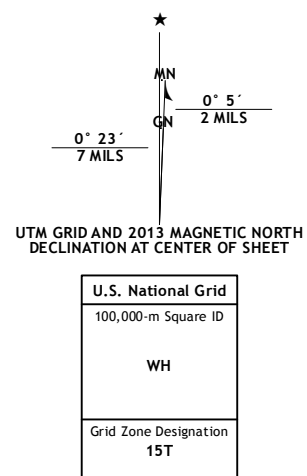 ★
MN
0° 5´
GN
2 MILS
0° 23´
7 MILS
UTM GRID AND 2013 MAGNETIC NORTH
DECLINATION AT CENTER OF SHEET
U.S. National Grid
100,000-m Square ID
WH
Grid Zone Designation
15T